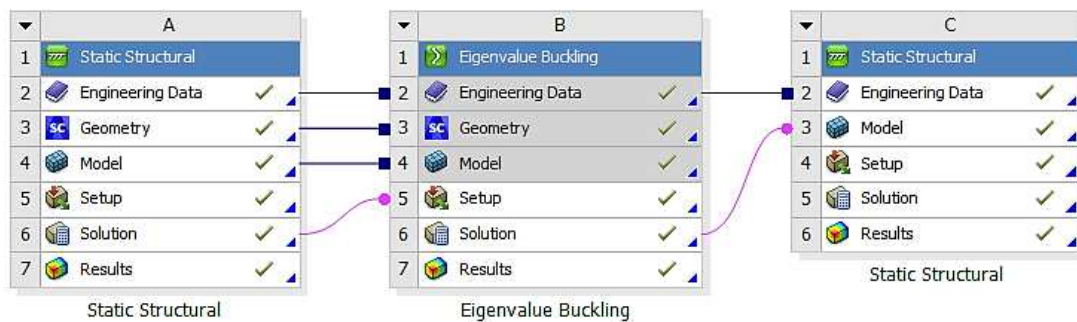 A
1 Static Structural
2 Engineering Data
3 SC Geometry
4 Model
5 Setup
6 Solution
7 Results
Static Structural
B
1 Eigenvalue Buckling
2 Engineering Data
3 SC Geometry
4 Model
5 Setup
6 Solution
7 Results
Eigenvalue Buckling
C
1 Static Structural
2 Engineering Data
3 Model
4 Setup
5 Solution
6 Results
Static Structural